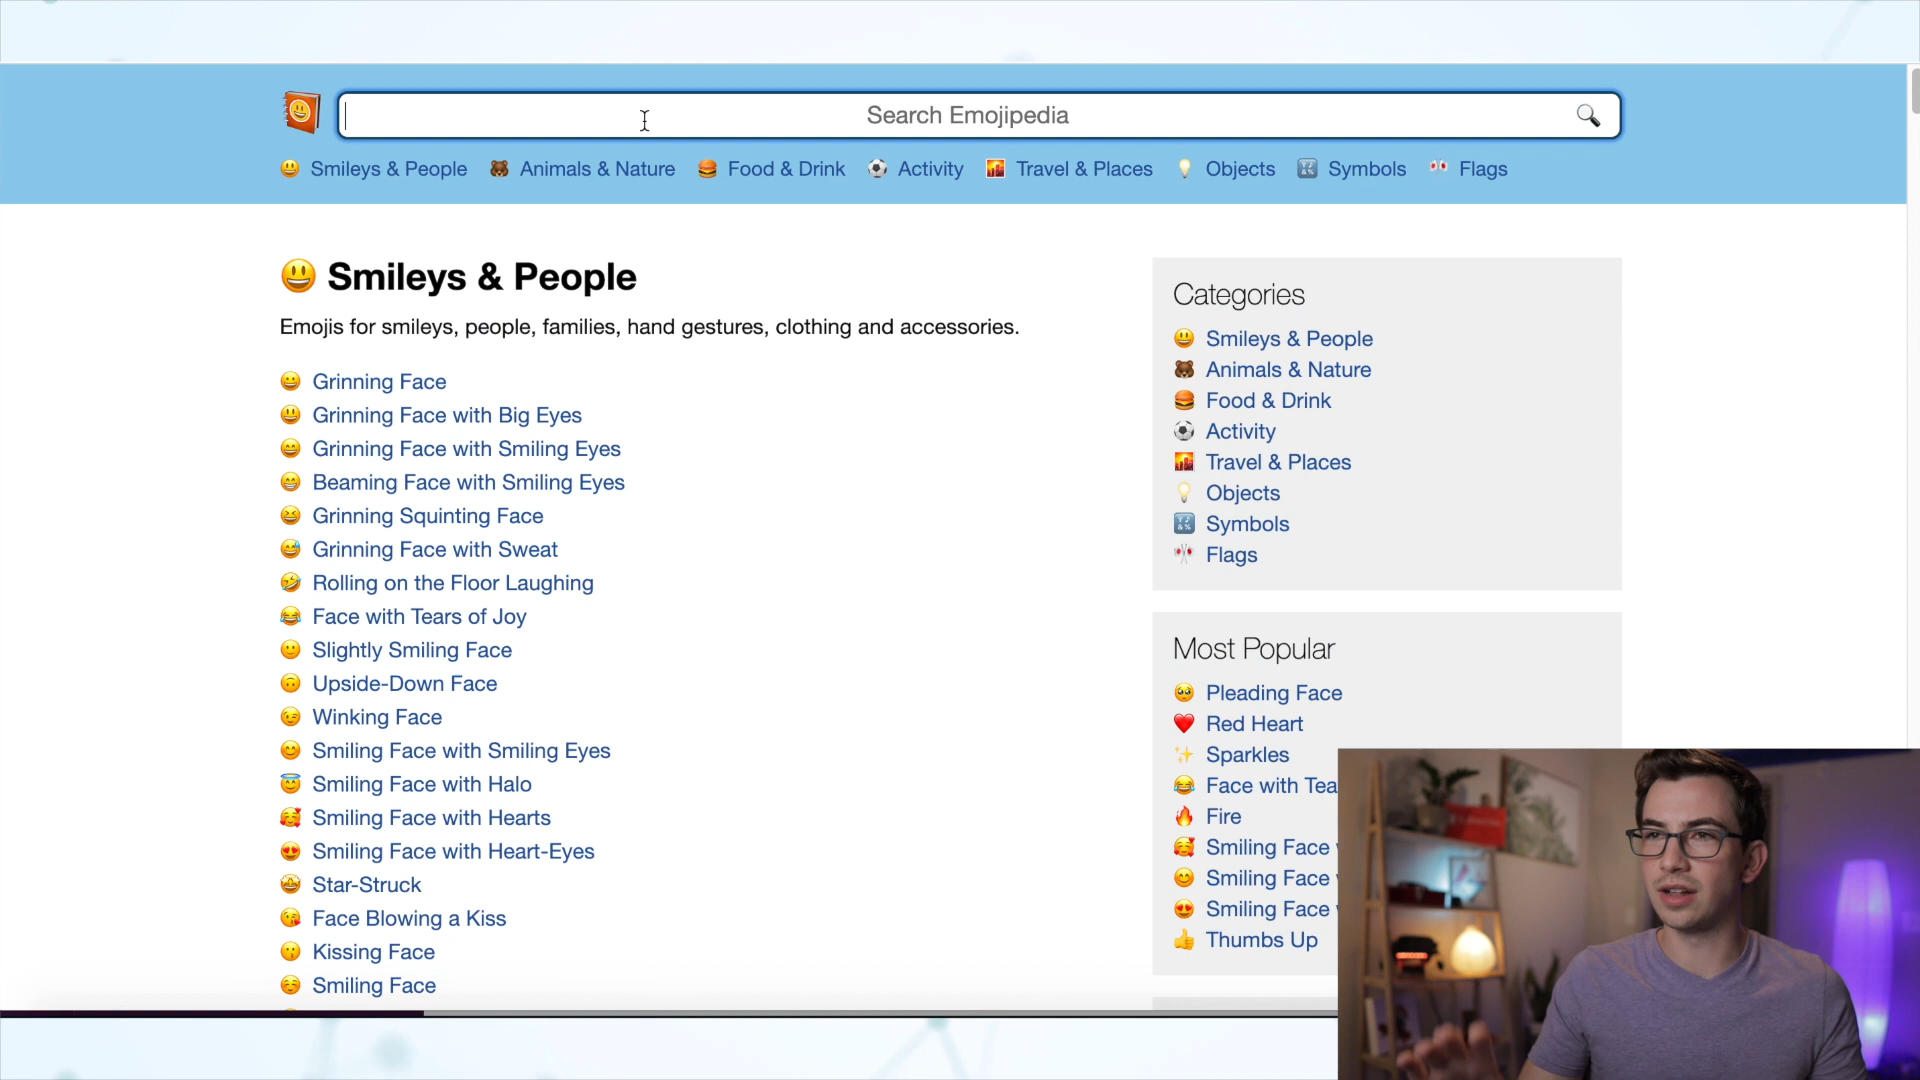 Search Emojipedia
Smileys & People Animals & Nature Food & Drink Activity Travel & Places Objects Symbols Flags
Smileys & People
Emojis for smileys, people, families, hand gestures, clothing and accessories.
Grinning Face
Grinning Face with Big Eyes
Grinning Face with Smiling Eyes
Beaming Face with Smiling Eyes
Grinning Squinting Face
Grinning Face with Sweat
Rolling on the Floor Laughing
Face with Tears of Joy
Slightly Smiling Face
Upside-Down Face
Winking Face
Smiling Face with Smiling Eyes
Smiling Face with Halo
Smiling Face with Hearts
Smiling Face with Heart-Eyes
Star-Struck
Face Blowing a Kiss
Kissing Face
Smiling Face
Categories
Smileys & People
Animals & Nature
Food & Drink
Activity
Travel & Places
Objects
Symbols
Flags
Most Popular
Pleading Face
Red Heart
Sparkles
Face with Tea
Fire
Smiling Face
Smiling Face
Smiling Face
Thumbs Up